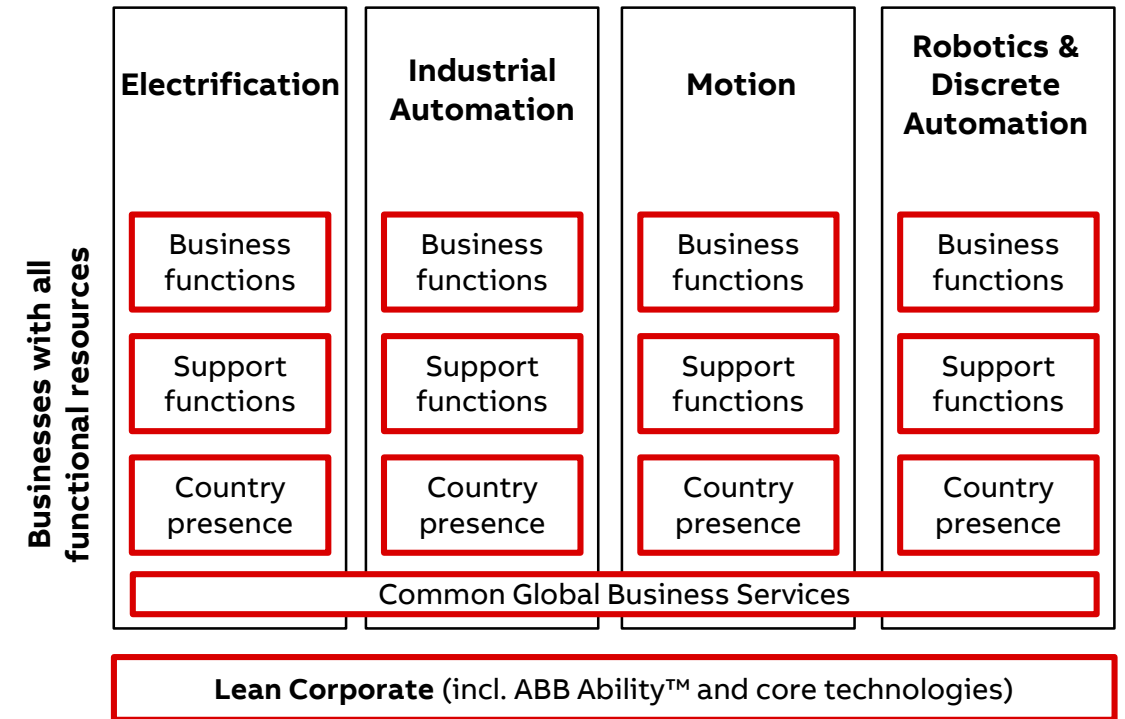 Electrification
Industrial
Automation
Motion
Robotics &
Discrete
Automation
Businesses with all
functional resources
Business
functions
Business
functions
Business
functions
Business
functions
Support
functions
Support
functions
Support
functions
Support
functions
Country
presence
Country
presence
Country
presence
Country
presence
Common Global Business Services
Lean Corporate (incl. ABB Ability™ and core technologies)